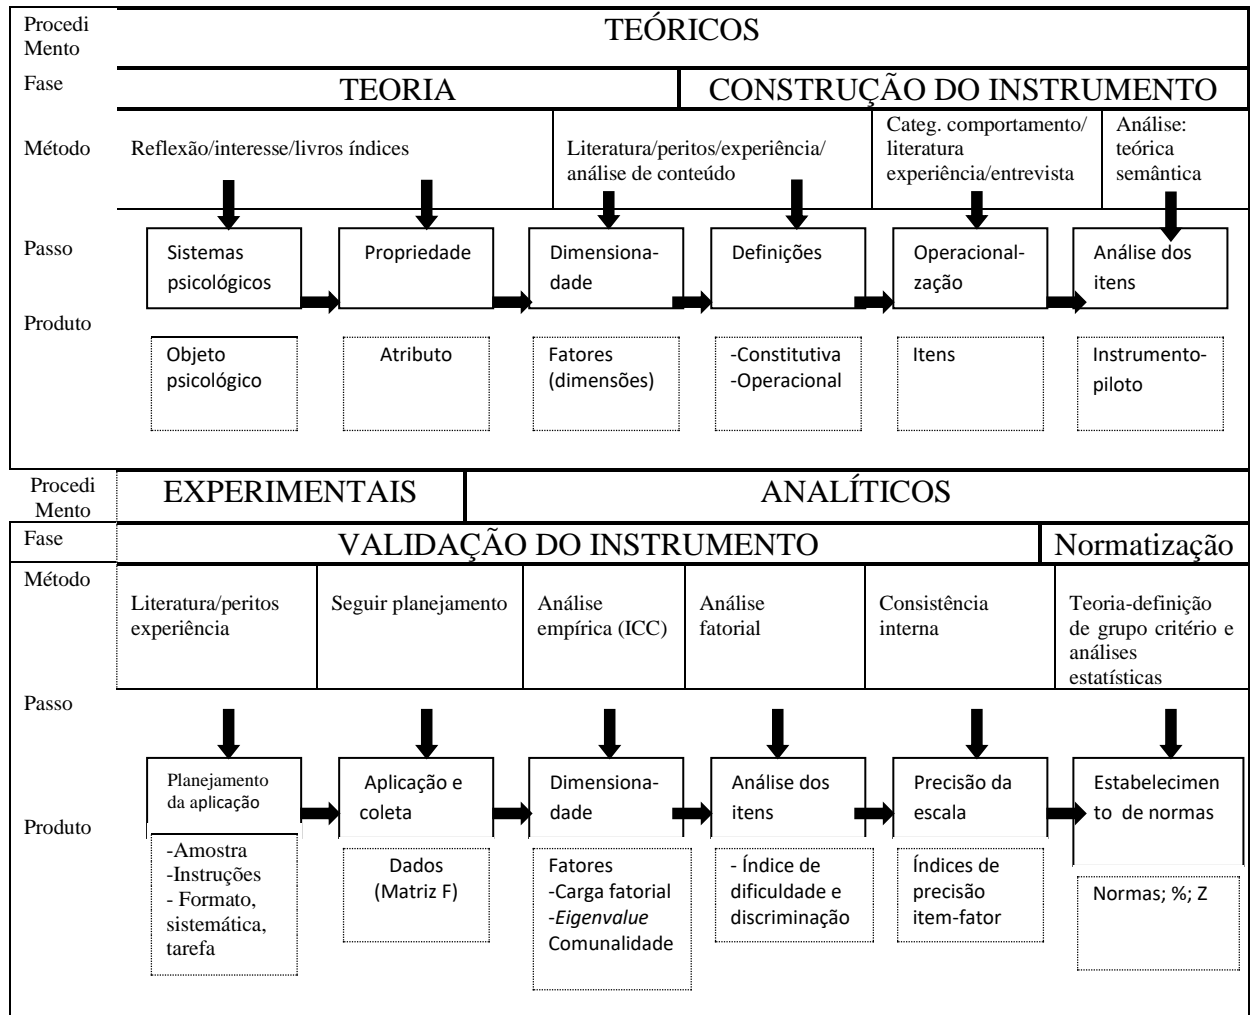 Procedi
Mento
TEÓRICOS
Fase
TEORIA
CONSTRUÇÃO DO INSTRUMENTO
Método
Reflexão/interesse/livros índices
Literatura/peritos/experiência/
análise de conteúdo
Categ. comportamento/
literatura
experiência/entrevista
Análise:
teórica
semântica
Passo
Sistemas
psicológicos
Propriedade
Dimensiona-
dade
Definições
Operacional-
zação
Análise dos
itens
Produto
Objeto
psicológico
Atributo
Fatores
(dimensões)
-Constitutiva
-Operacional
Itens
Instrumento-
piloto
Procedi
Mento
EXPERIMENTAIS
ANALÍTICOS
Fase
VALIDAÇÃO DO INSTRUMENTO
Normatização
Método
Literatura/peritos
experiência
Seguir planejamento
Análise
empírica (ICC)
Análise
fatorial
Consistência
interna
Teoria-definição
de grupo critério e
análises
estatísticas
Passo
Planejamento
da aplicação
Aplicação e
coleta
Dimensiona-
dade
Análise dos
itens
Precisão da
escala
Estabelecimen
to de normas
Produto
-Amostra
-Instruções
- Formato,
sistemática,
tarefa
Dados
(Matriz F)
Fatores
-Carga fatorial
-Eigenvalue
Comunalidade
- Índice de
dificuldade e
discriminação
Índices de
precisão
item-fator
Normas; %; Z